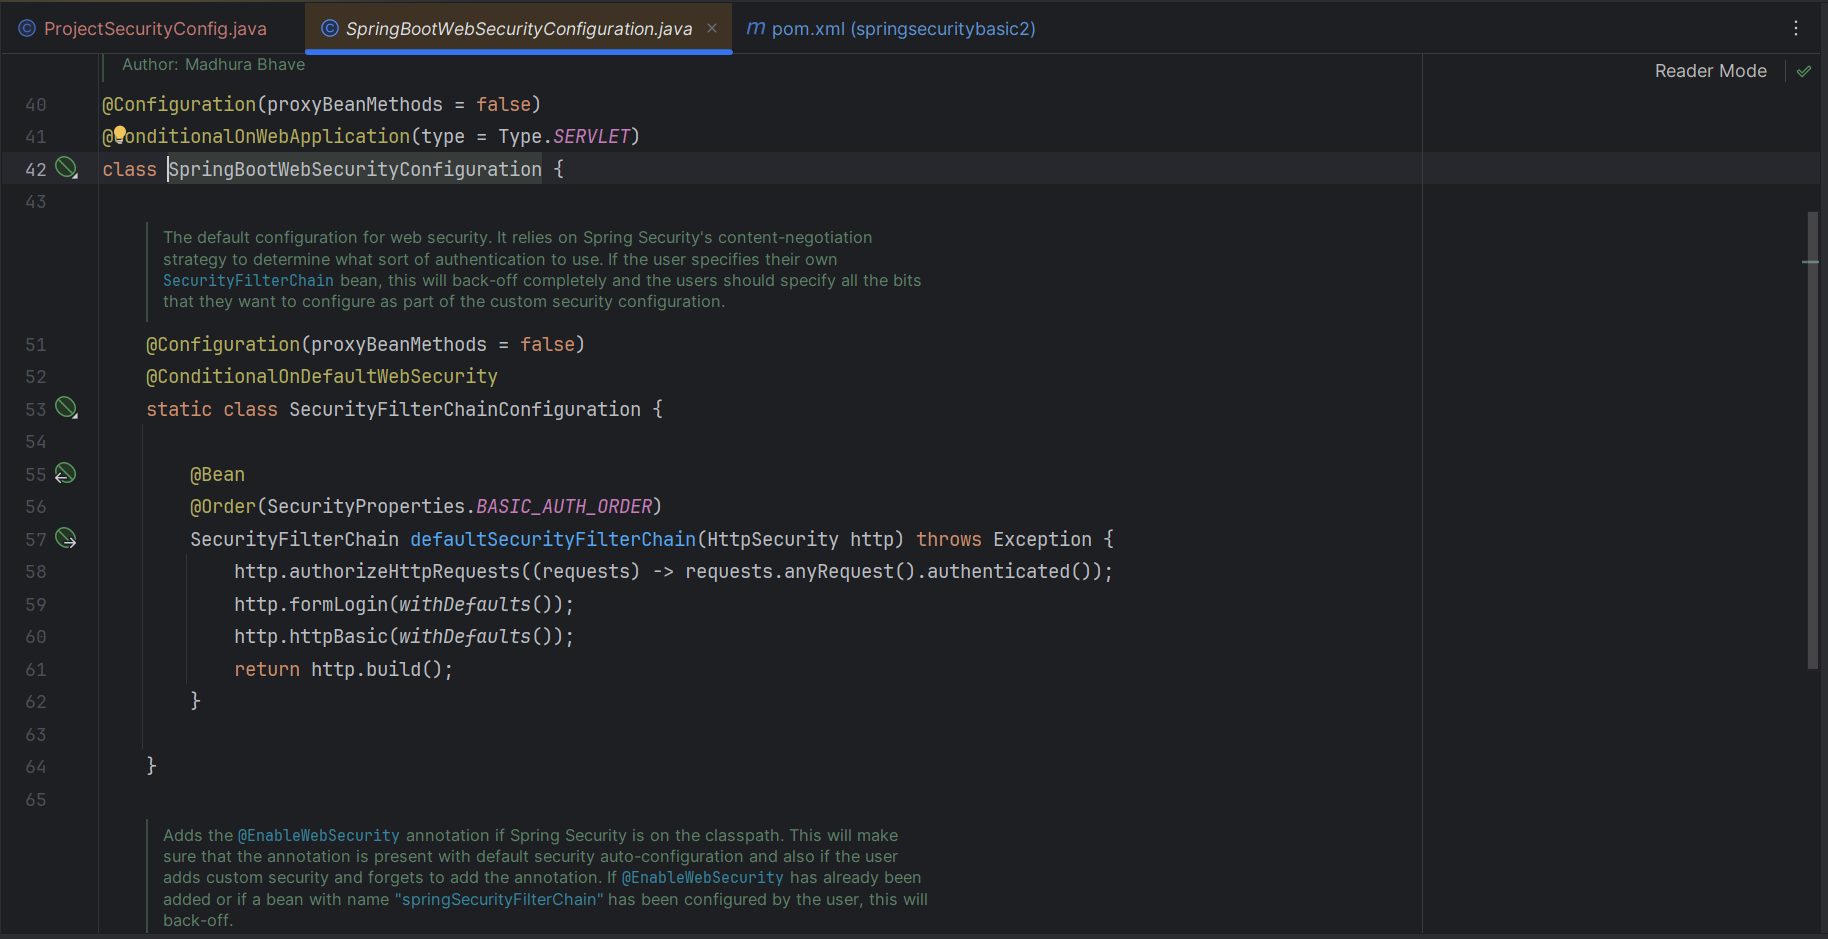 ProjectSecurityConfig.java
SpringBootWebSecurityConfiguration.java
pom.xml (springsecuritybasic2)
Author: Madhura Bhave
Reader Mode
40 @Configuration(proxyBeanMethods = false)
41 @ConditionalOnWebApplication(type = Type.SERVLET)
42 class SpringBootWebSecurityConfiguration {
43
The default configuration for web security. It relies on Spring Security's content-negotiation
strategy to determine what sort of authentication to use. If the user specifies their own
SecurityFilterChain bean, this will back-off completely and the users should specify all the bits
that they want to configure as part of the custom security configuration.
51 @Configuration(proxyBeanMethods = false)
52 @ConditionalOnDefaultWebSecurity
53 static class SecurityFilterChainConfiguration {
54
55 @Bean
56 @Order(SecurityProperties.BASIC_AUTH_ORDER)
57 SecurityFilterChain defaultSecurityFilterChain(HttpSecurity http) throws Exception {
58 http.authorizeHttpRequests((requests) -> requests.anyRequest().authenticated());
59 http.formLogin(withDefaults());
60 http.httpBasic(withDefaults());
61 return http.build();
62 }
63
64 }
65
Adds the @EnableWebSecurity annotation if Spring Security is on the classpath. This will make
sure that the annotation is present with default security auto-configuration and also if the user
adds custom security and forgets to add the annotation. If @EnableWebSecurity has already been
added or if a bean with name "springSecurityFilterChain" has been configured by the user, this will
back-off.